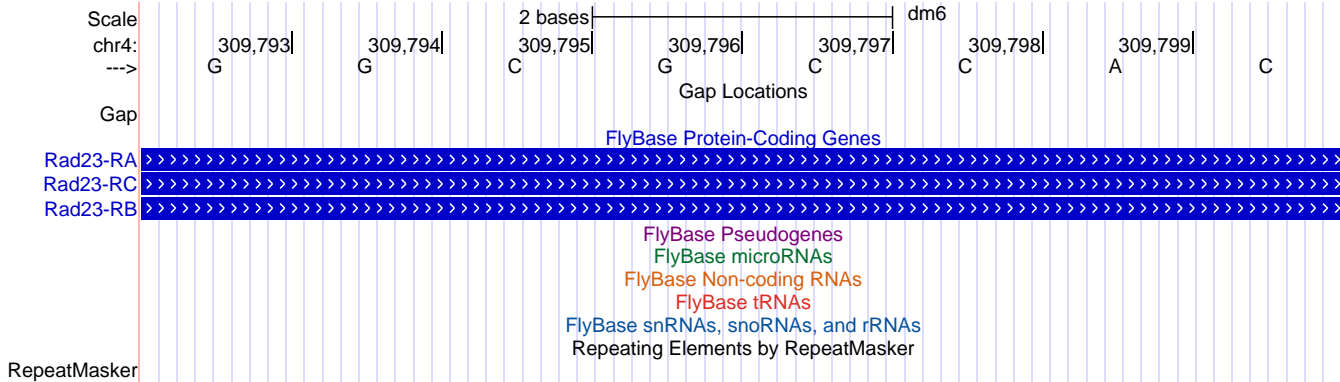 Scale 2 bases dm6
chr4: 309,793 309,794 309,795 309,796 309,797 309,798 309,799
---> G G C G C C A C
Gap Locations
Gap
FlyBase Protein-Coding Genes
Rad23-RA
Rad23-RC
Rad23-RB
FlyBase Pseudogenes
FlyBase microRNAs
FlyBase Non-coding RNAs
FlyBase tRNAs
FlyBase snRNAs, snoRNAs, and rRNAs
Repeating Elements by RepeatMasker
RepeatMasker